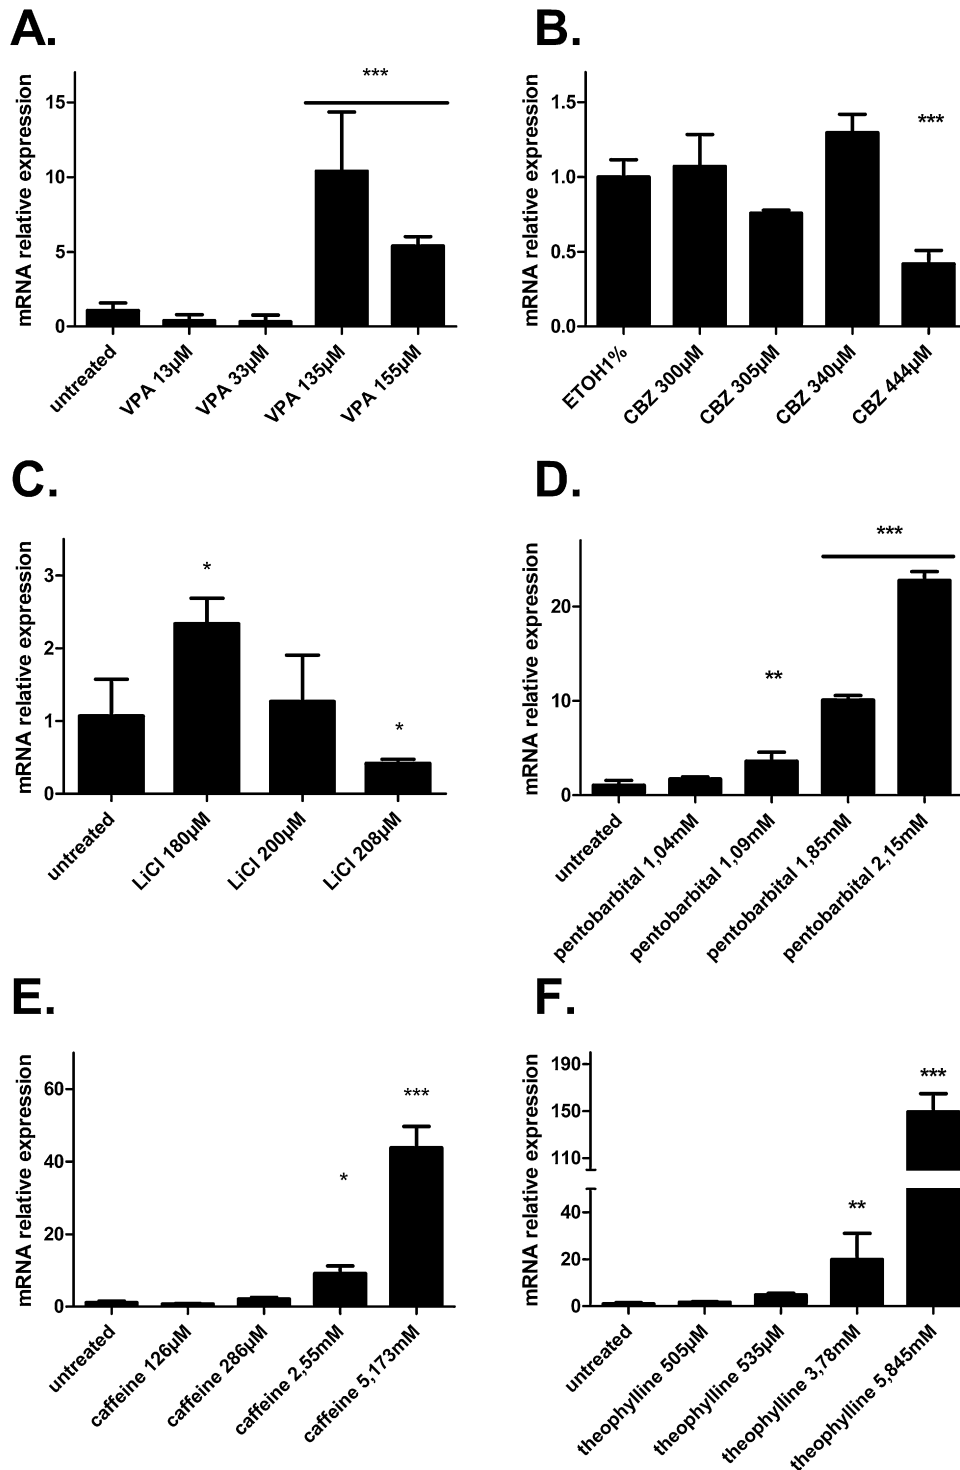 A.
mRNA relative expression
15
10
5
0
***
untreated
VPA 13µM
VPA 33µM
VPA 135µM
VPA 155µM
B.
mRNA relative expression
1.5
1.0
0.5
0.0
***
ETOH1%
CBZ 300µM
CBZ 305µM
CBZ 340µM
CBZ 444µM
C.
mRNA relative expression
3
2
1
0
*
*
untreated
LiCl 180µM
LiCl 200µM
LiCl 208µM
D.
mRNA relative expression
20
10
0
**
***
untreated
pentobarbital 1,04mM
pentobarbital 1,09mM
pentobarbital 1,85mM
pentobarbital 2,15mM
E.
mRNA relative expression
60
40
20
0
*
***
untreated
caffeine 126µM
caffeine 286µM
caffeine 2,55mM
caffeine 5,173mM
F.
mRNA relative expression
190
150
110
40
20
0
**
***
untreated
theophylline 505µM
theophylline 535µM
theophylline 3,78mM
theophylline 5,845mM